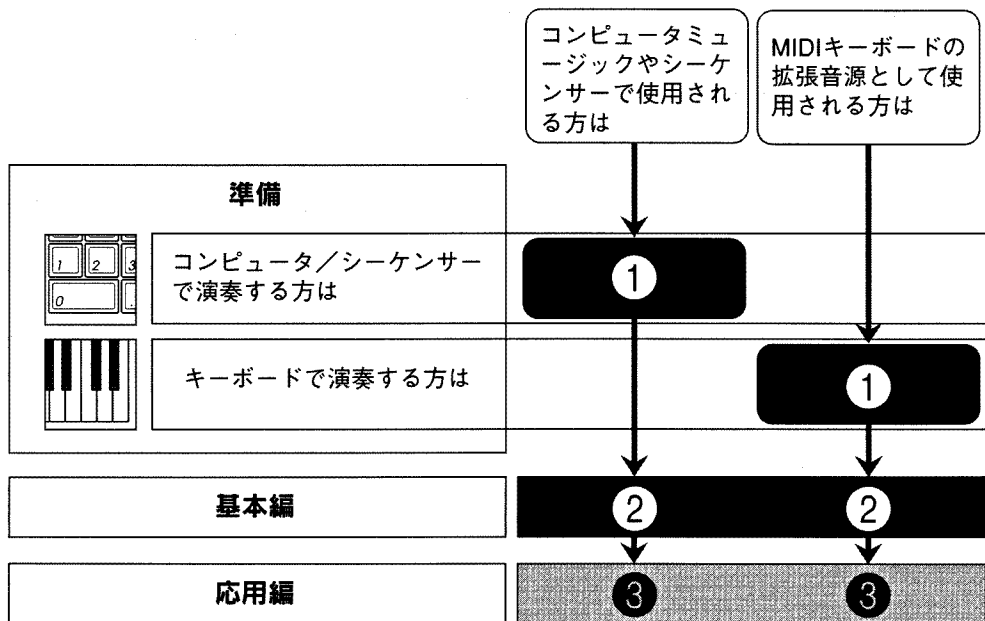 コンピュータミュ
ージックやシーケ
ンサーで使用され
る方は
MIDIキーボードの
拡張音源として使
用される方は
準備
1 2 3
0 .
コンピュータ／シーケンサー
で演奏する方は
1
キーボードで演奏する方は
1
基本編
2 2
応用編
3 3